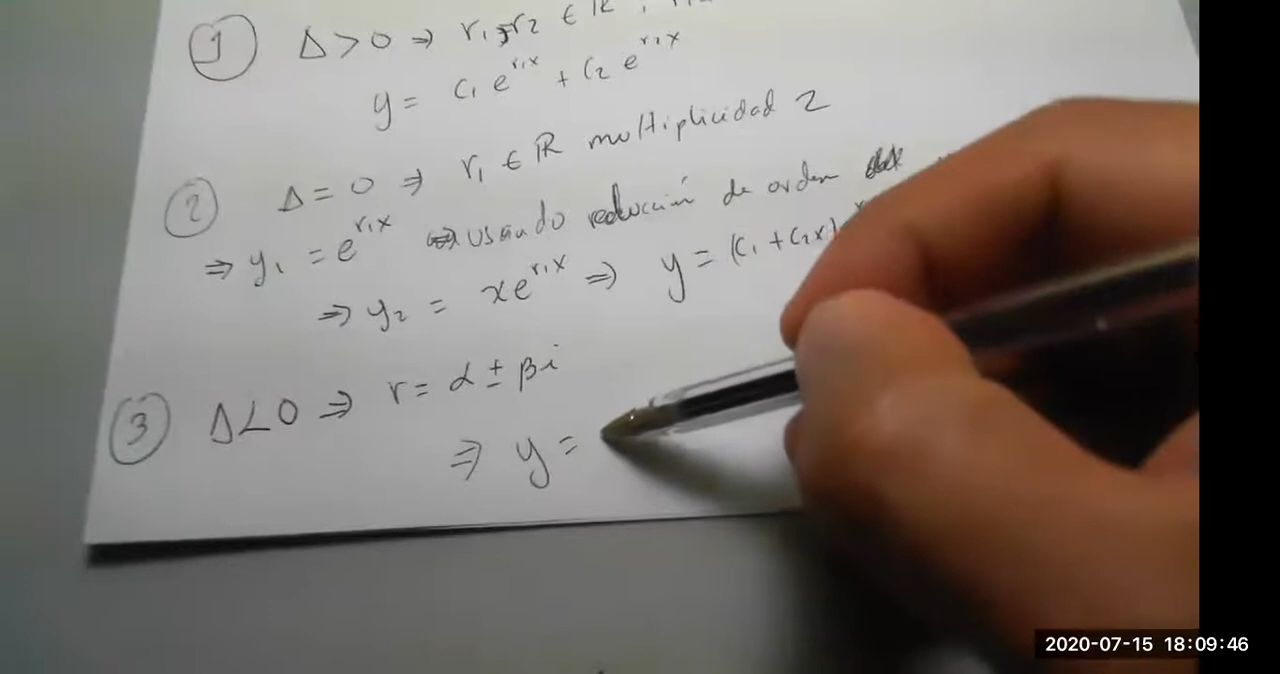 ① Δ > 0 ⇒ r₁, r₂ ∈ ℝ
y = c₁ e^{r₁x} + c₂ e^{r₂x}
② Δ = 0 ⇒ r₁ ∈ ℝ multiplicidad 2
⇒ y₁ = e^{r₁x} usando reducción de orden
⇒ y₂ = xe^{r₁x} ⇒ y = (c₁ + c₂x)
③ Δ < 0 ⇒ r = α ± βi
⇒ y =
2020-07-15 18:09:46